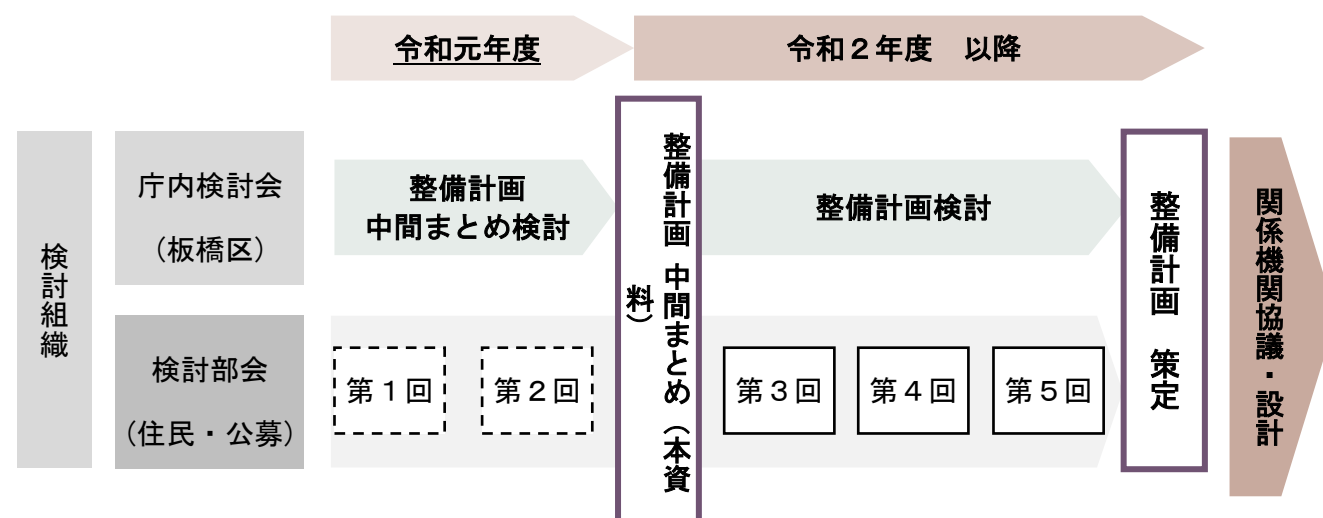 令和元年度
令和２年度　以降
検討組織
庁内検討会
（板橋区）
整備計画
中間まとめ検討
整備計画 中間まとめ（本資
料）
整備計画検討
整備計画　策定
関係機関協議・設計
検討部会
（住民・公募）
第１回
第２回
第３回
第４回
第５回